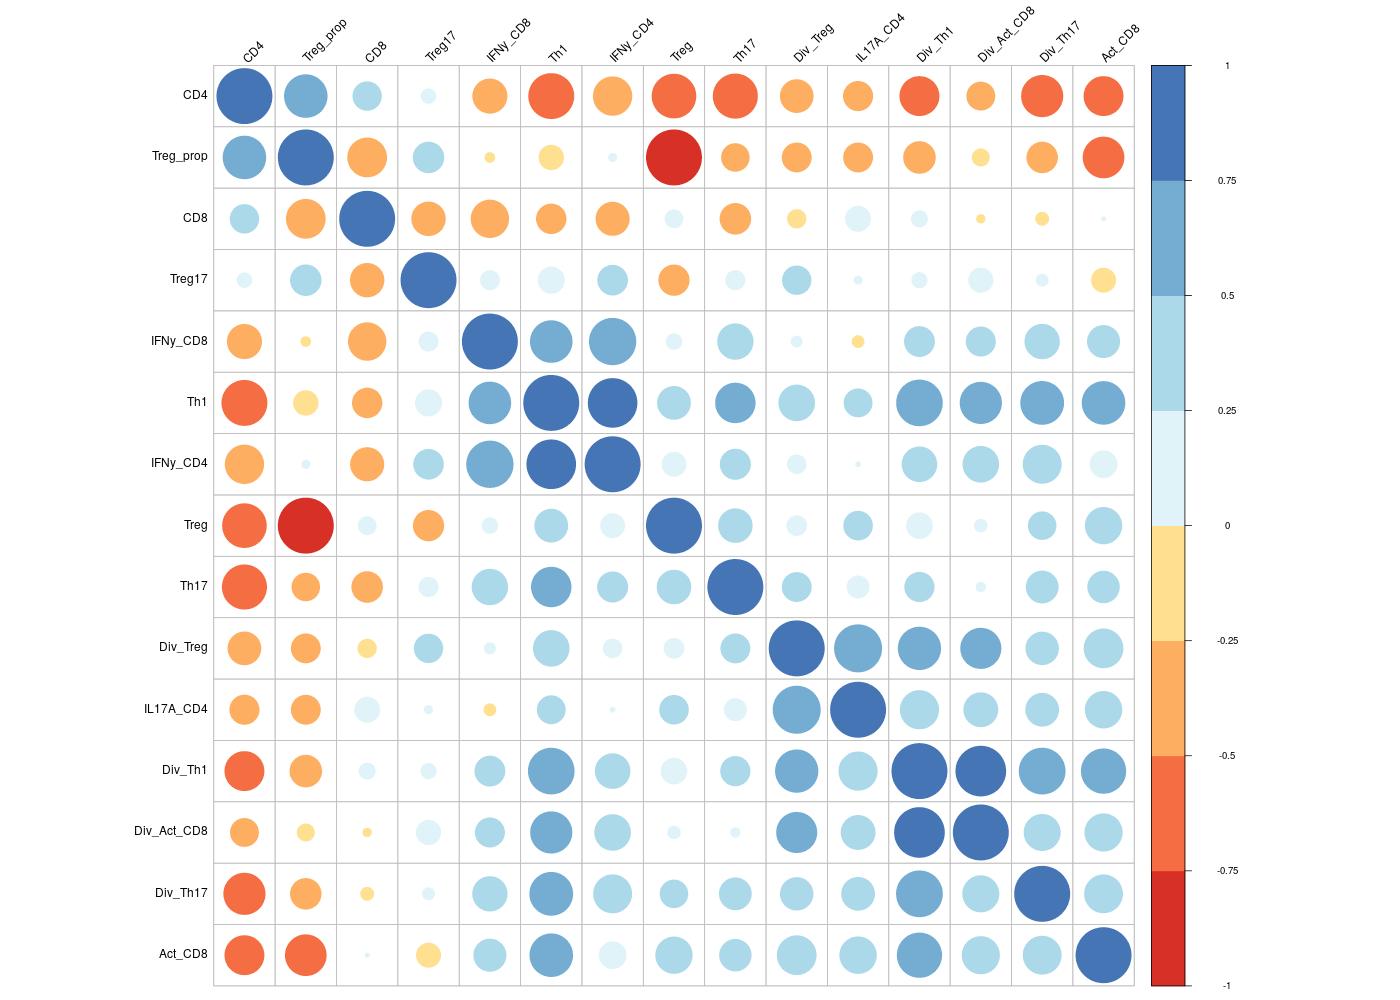 CD4
Treg_prop
CD8
Treg17
IFNy_CD8
Th1
IFNy_CD4
Treg
Th17
Div_Treg
IL17A_CD4
Div_Th1
Div_Act_CD8
Div_Th17
Act_CD8
CD4
Treg_prop
CD8
Treg17
IFNy_CD8
Th1
IFNy_CD4
Treg
Th17
Div_Treg
IL17A_CD4
Div_Th1
Div_Act_CD8
Div_Th17
Act_CD8
1
0.75
0.5
0.25
0
-0.25
-0.5
-0.75
-1